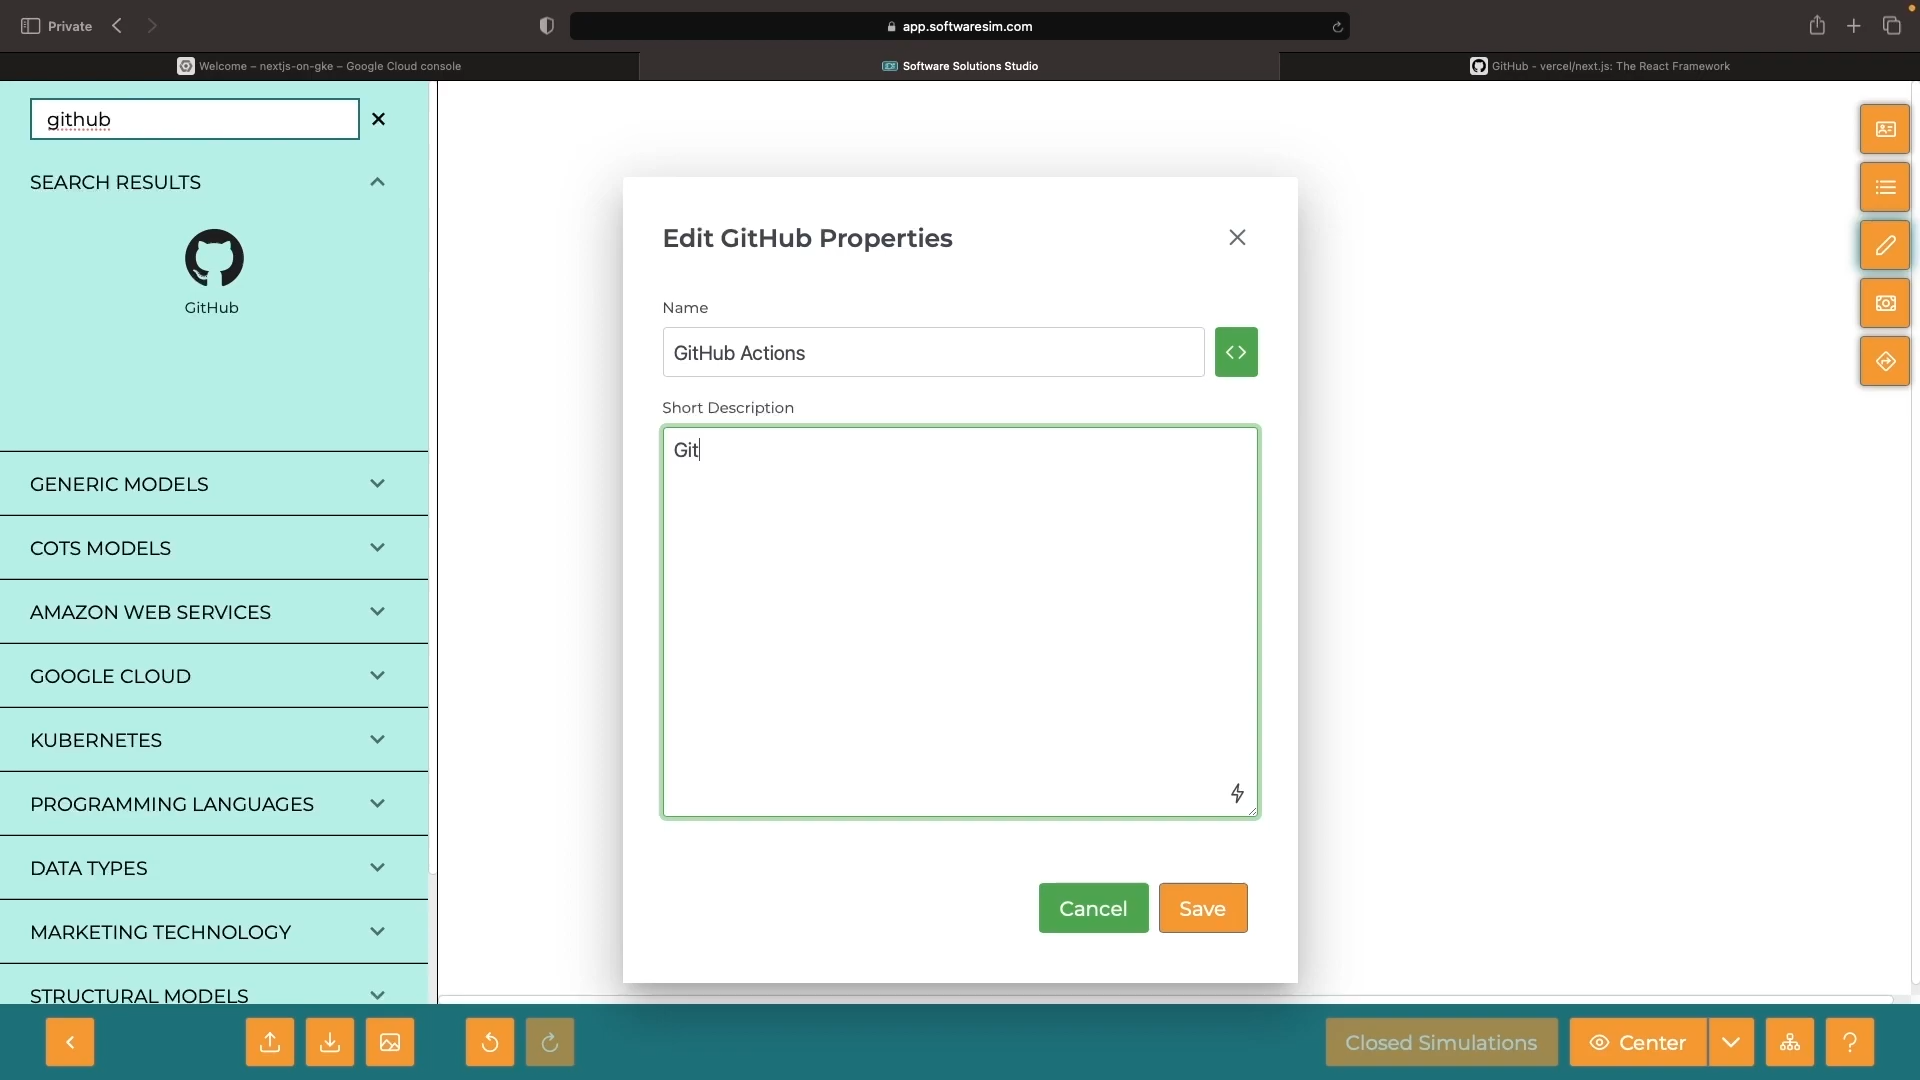 Private
app.softwaresim.com
Welcome – nextjs-on-gke – Google Cloud console
Software Solutions Studio
GitHub - vercel/next.js: The React Framework
github
SEARCH RESULTS
GitHub
GENERIC MODELS
COTS MODELS
AMAZON WEB SERVICES
GOOGLE CLOUD
KUBERNETES
PROGRAMMING LANGUAGES
DATA TYPES
MARKETING TECHNOLOGY
STRUCTURAL MODELS
Edit GitHub Properties
Name
GitHub Actions
Short Description
Git
Cancel
Save
Closed Simulations
Center